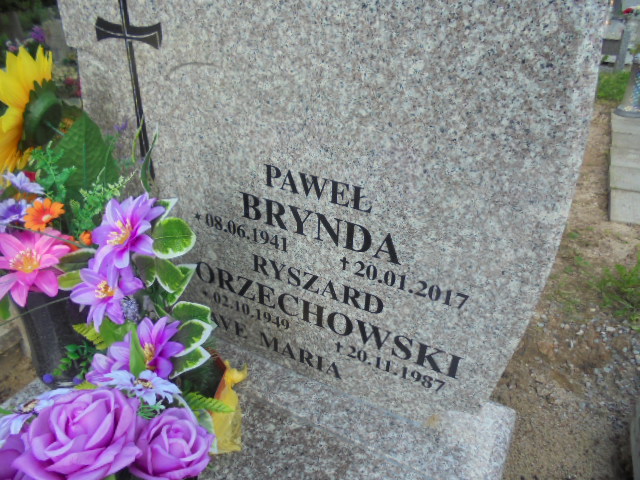 PAWEŁ
BRYNDA
* 08.06.1941 ✝ 20.01.2017
RYSZARD
ORZECHOWSKI
* 02.10.1949 ✝ 20.11.1987
AVE MARIA